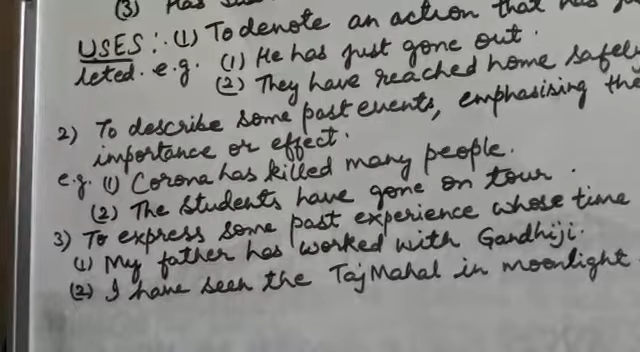 (3) Has
USES :. (1) To denote an action that has
leted. e.g. (1) He has just gone out.
(2) They have reached home safely
2) To describe some past events, emphasising the
importance or effect.
e.g. (1) Corona has killed many people.
(2) The students have gone on tour.
3) To express some past experience whose time
(1) My father has worked with Gandhiji.
(2) I have seen the Taj Mahal in moonlight.